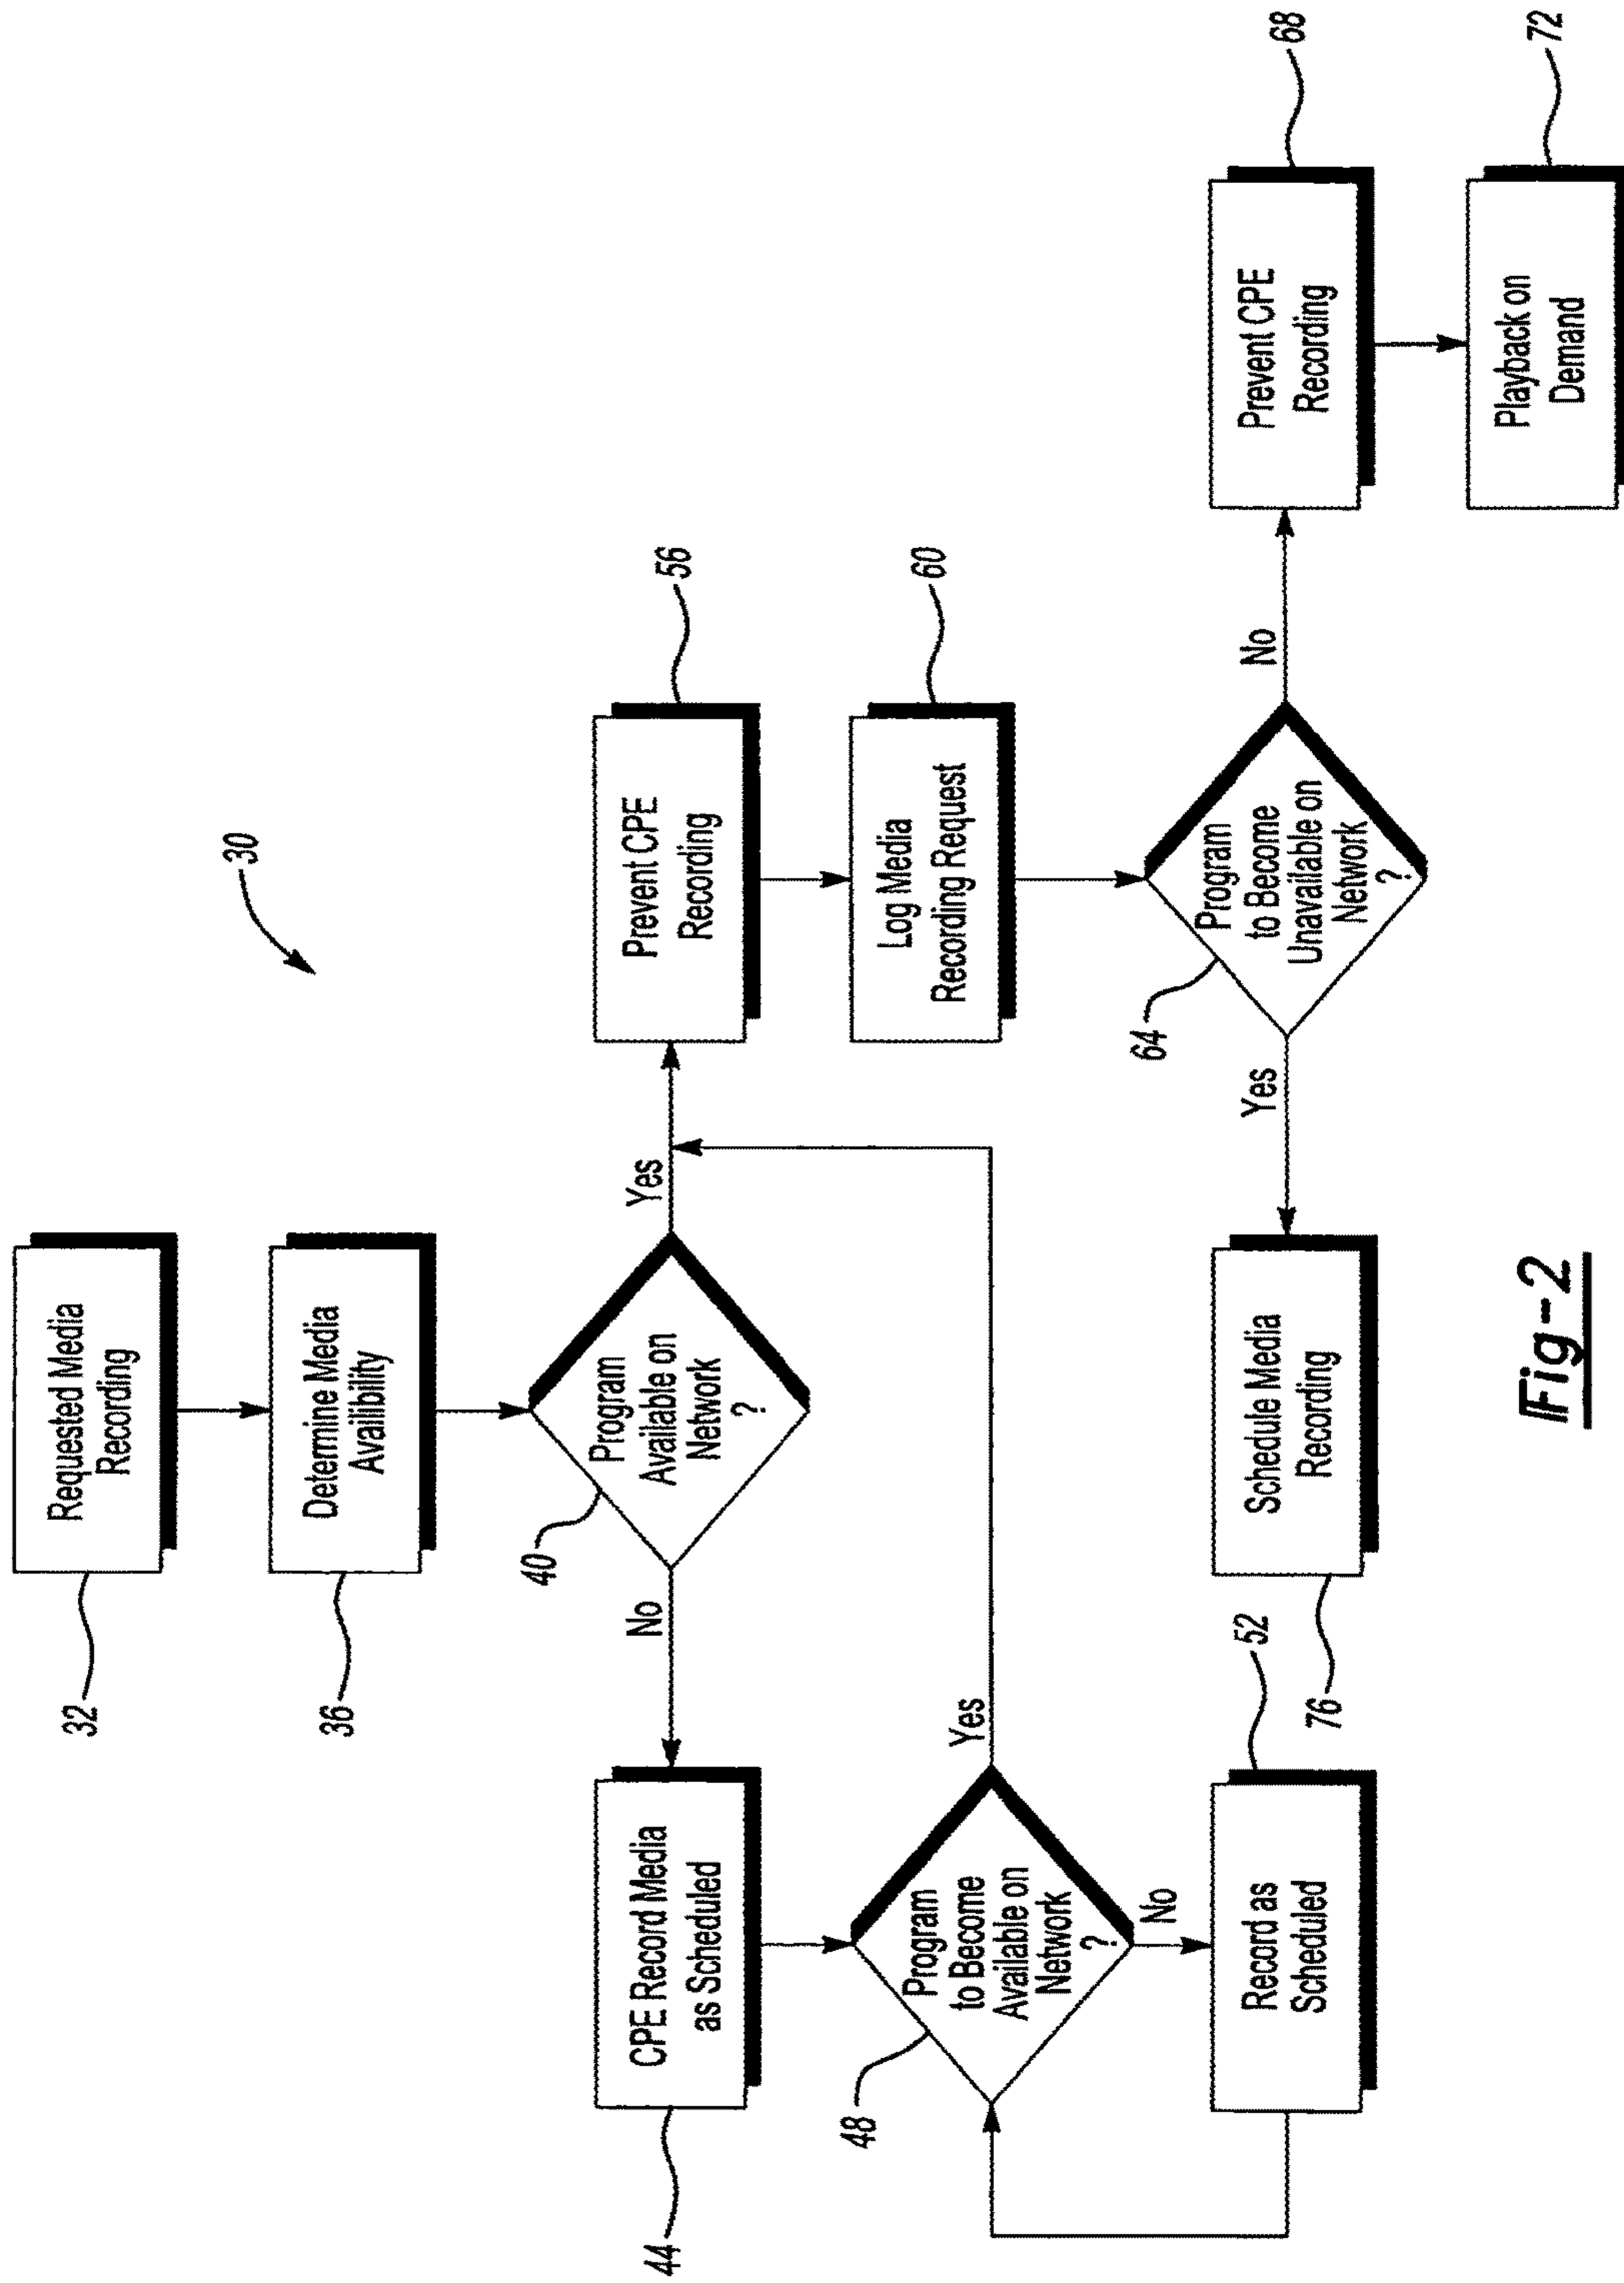 30
32
Requested Media
Recording
36
Determine Media
Availibility
40
Program
Available on
Network
?
No
Yes
44
CPE Record Media
as Scheduled
Prevent CPE
Recording
56
48
Program
to Become
Available on
Network
?
Yes
No
Log Media
Recording Request
60
Record as
Scheduled
52
64
Program
to Become
Unavailable on
Network
?
Yes
No
76
Schedule Media
Recording
Prevent CPE
Recording
68
Playback on
Demand
72
Fig-2